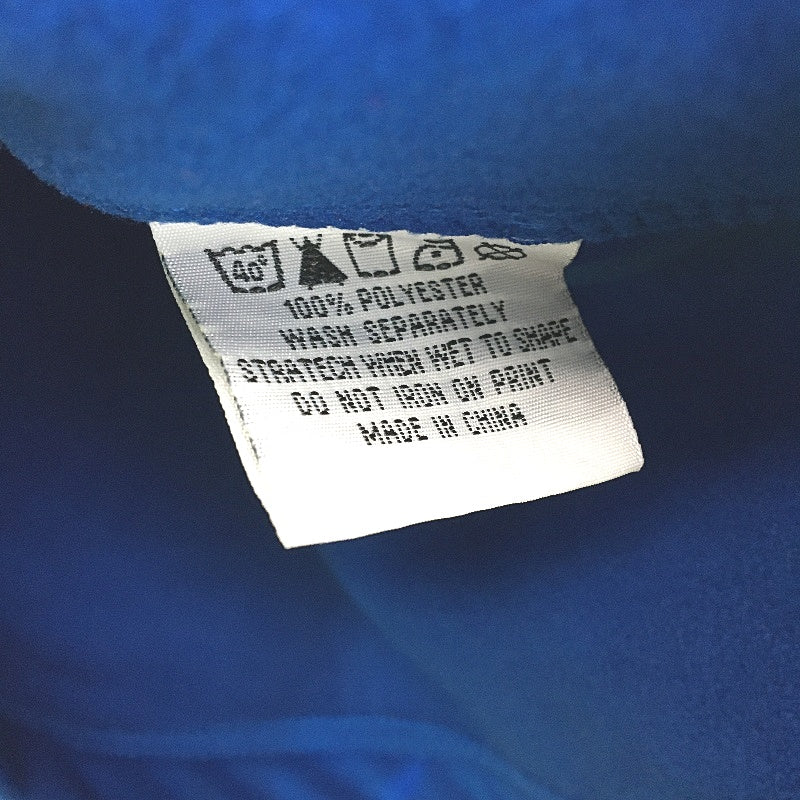 40°
100% POLYESTER
WASH SEPARATELY
STRATECH WHEN WET TO SHAPE
DO NOT IRON ON PRINT
MADE IN CHINA